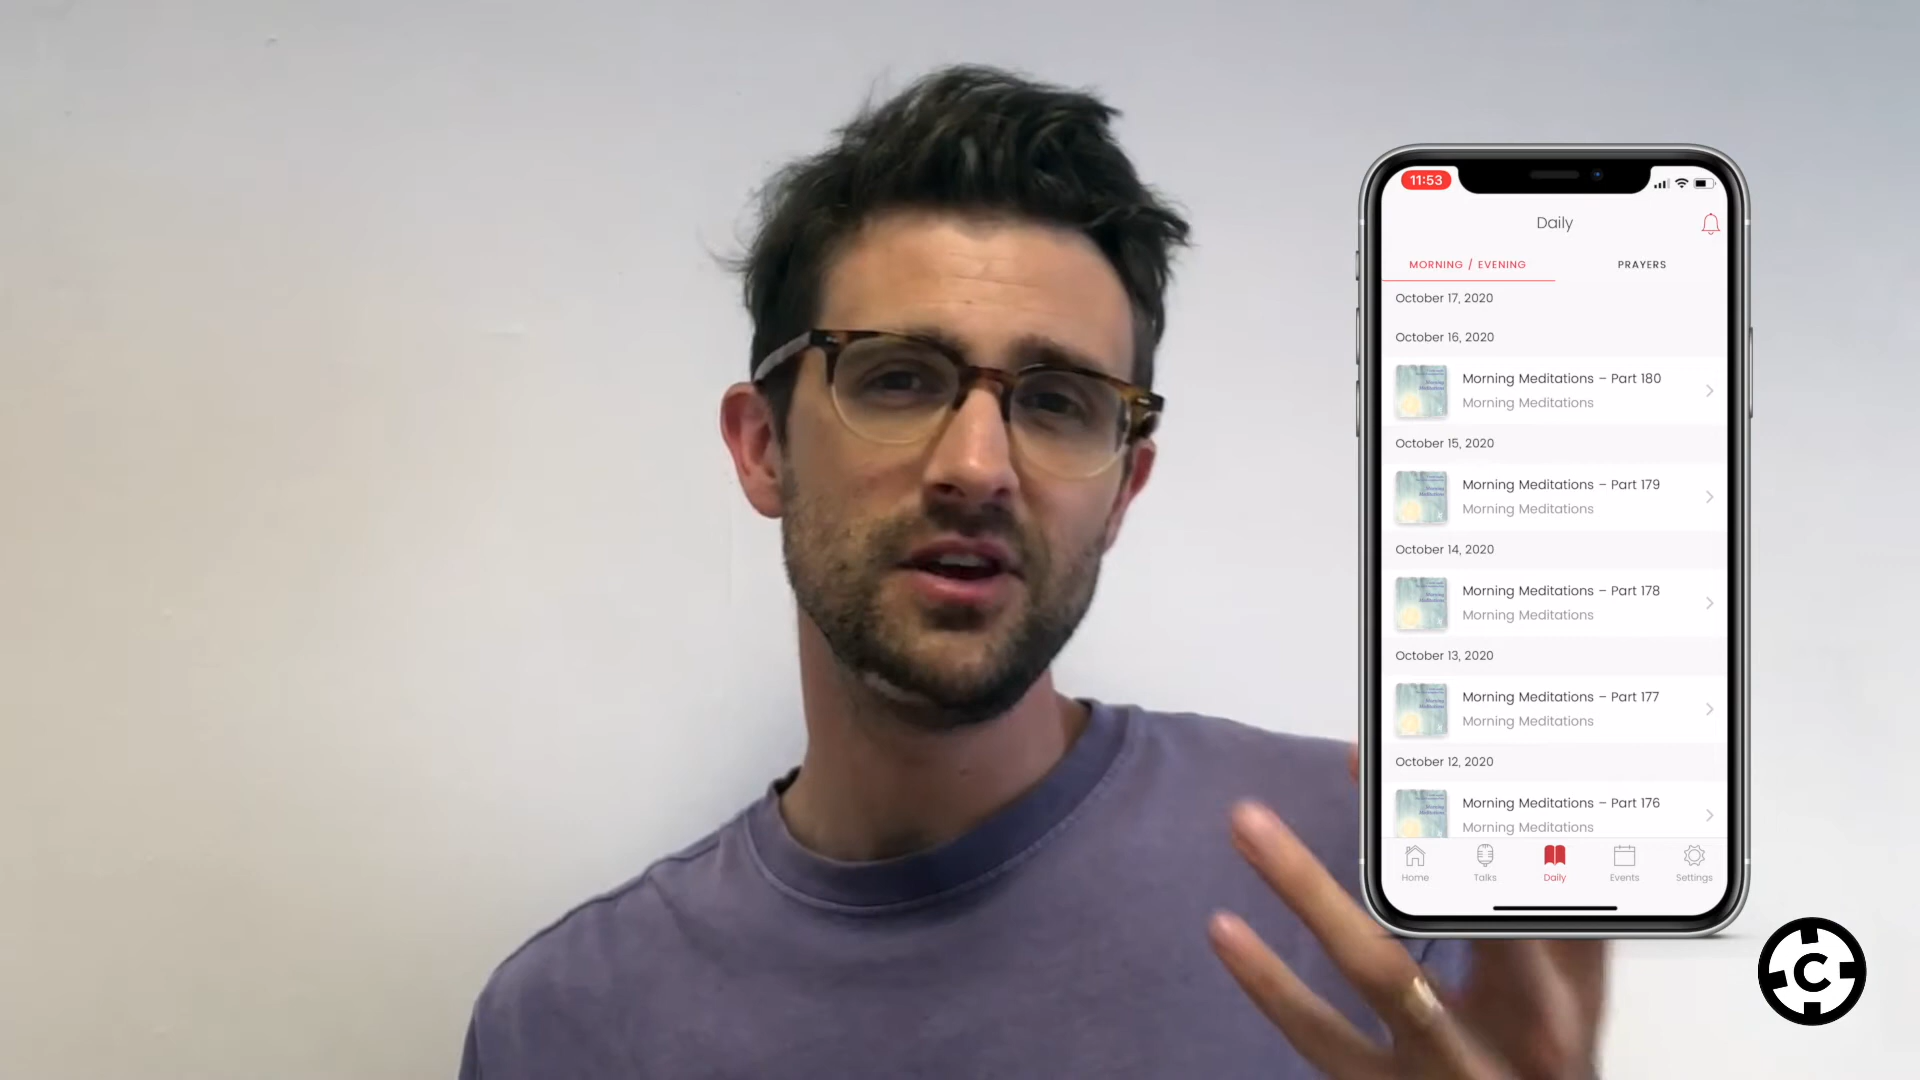 11:53
Daily
MORNING / EVENING
PRAYERS
October 17, 2020
October 16, 2020
Morning Meditations – Part 180
Morning Meditations
October 15, 2020
Morning Meditations – Part 179
Morning Meditations
October 14, 2020
Morning Meditations – Part 178
Morning Meditations
October 13, 2020
Morning Meditations – Part 177
Morning Meditations
October 12, 2020
Morning Meditations – Part 176
Morning Meditations
Home
Talks
Daily
Events
Settings
C